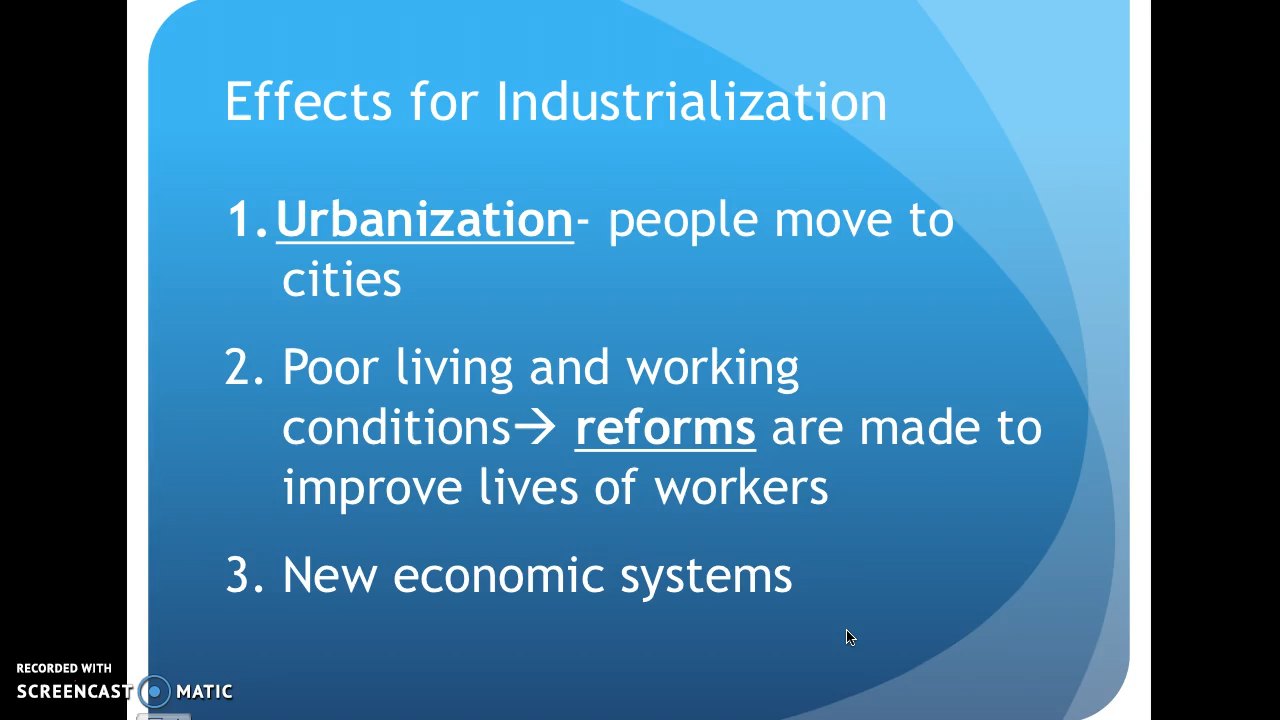 Effects for Industrialization
1. Urbanization- people move to
cities
2. Poor living and working
conditions→ reforms are made to
improve lives of workers
3. New economic systems
RECORDED WITH
SCREENCAST MATIC